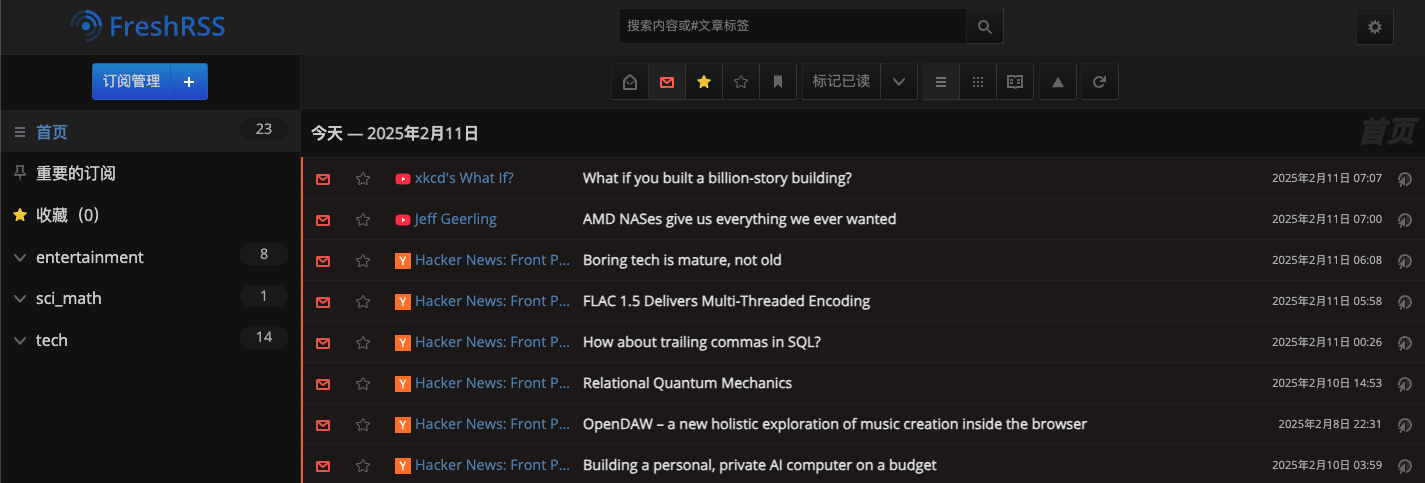 FreshRSS
搜索内容或#文章标签
订阅管理
标记已读
首页 23
重要的订阅
收藏（0）
entertainment 8
sci_math 1
tech 14
今天 — 2025年2月11日 首页
xkcd's What If? What if you built a billion-story building? 2025年2月11日 07:07
Jeff Geerling AMD NASes give us everything we ever wanted 2025年2月11日 07:00
Hacker News: Front P... Boring tech is mature, not old 2025年2月11日 06:08
Hacker News: Front P... FLAC 1.5 Delivers Multi-Threaded Encoding 2025年2月11日 05:58
Hacker News: Front P... How about trailing commas in SQL? 2025年2月11日 00:26
Hacker News: Front P... Relational Quantum Mechanics 2025年2月10日 14:53
Hacker News: Front P... OpenDAW – a new holistic exploration of music creation inside the browser 2025年2月8日 22:31
Hacker News: Front P... Building a personal, private AI computer on a budget 2025年2月10日 03:59